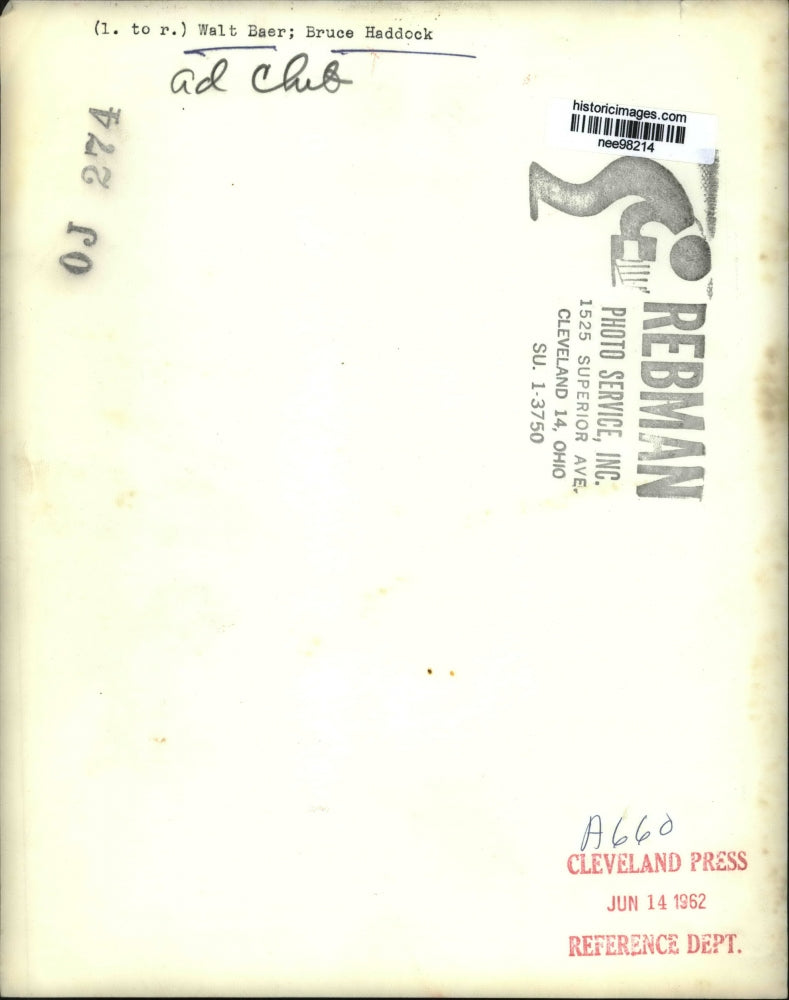 (l. to r.) Walt Baer; Bruce Haddock
ad club
OJ 274
historicimages.com
nee98214
REBMAN
PHOTO SERVICE, INC.
1525 SUPERIOR AVE.
CLEVELAND 14, OHIO
SU. 1-3750
A660
CLEVELAND PRESS
JUN 14 1962
REFERENCE DEPT.